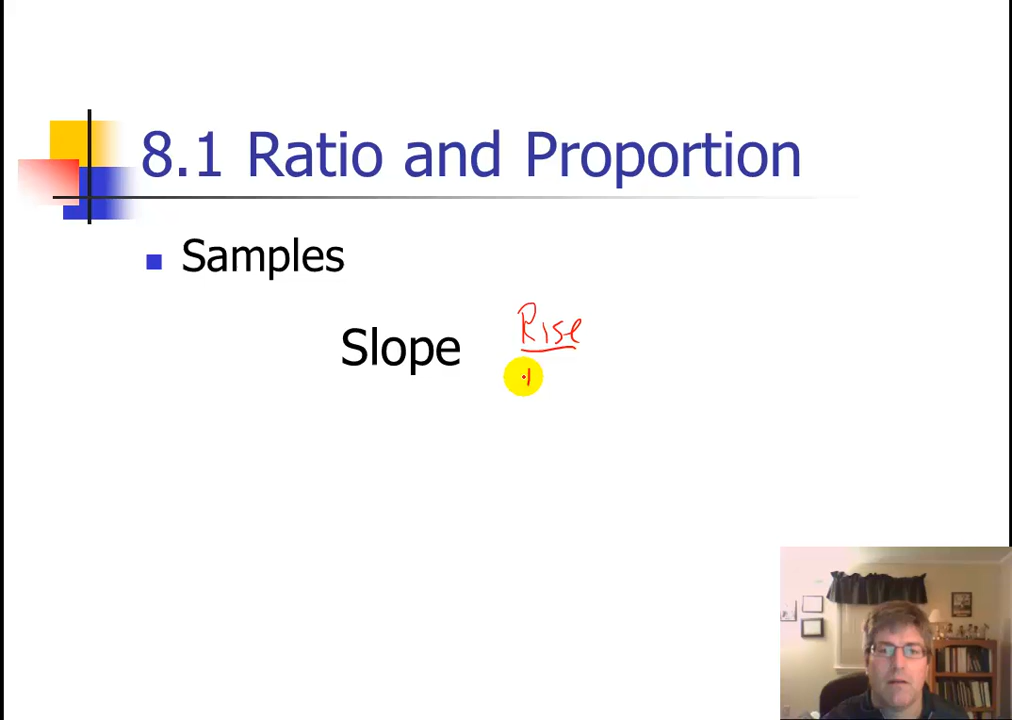 8.1 Ratio and Proportion
Samples
Slope
Rise